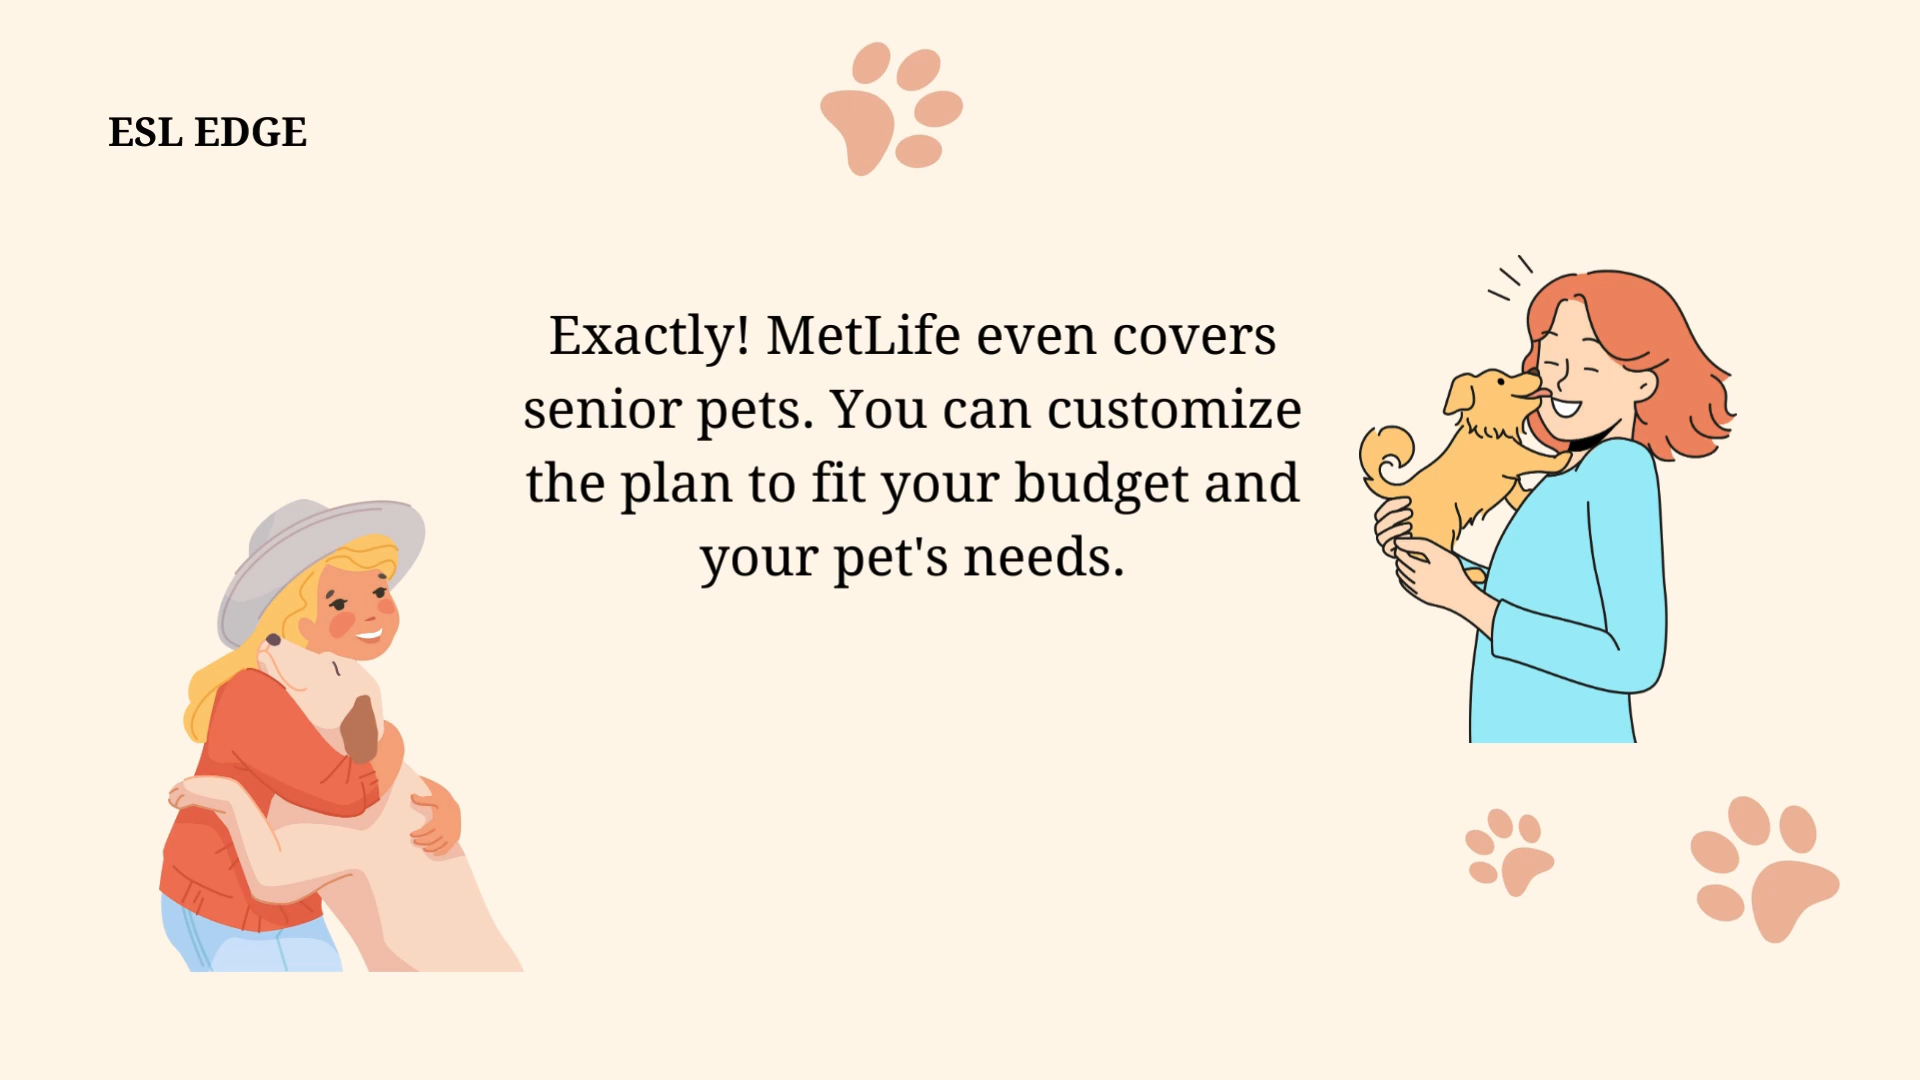 ESL EDGE
Exactly! MetLife even covers
senior pets. You can customize
the plan to fit your budget and
your pet's needs.